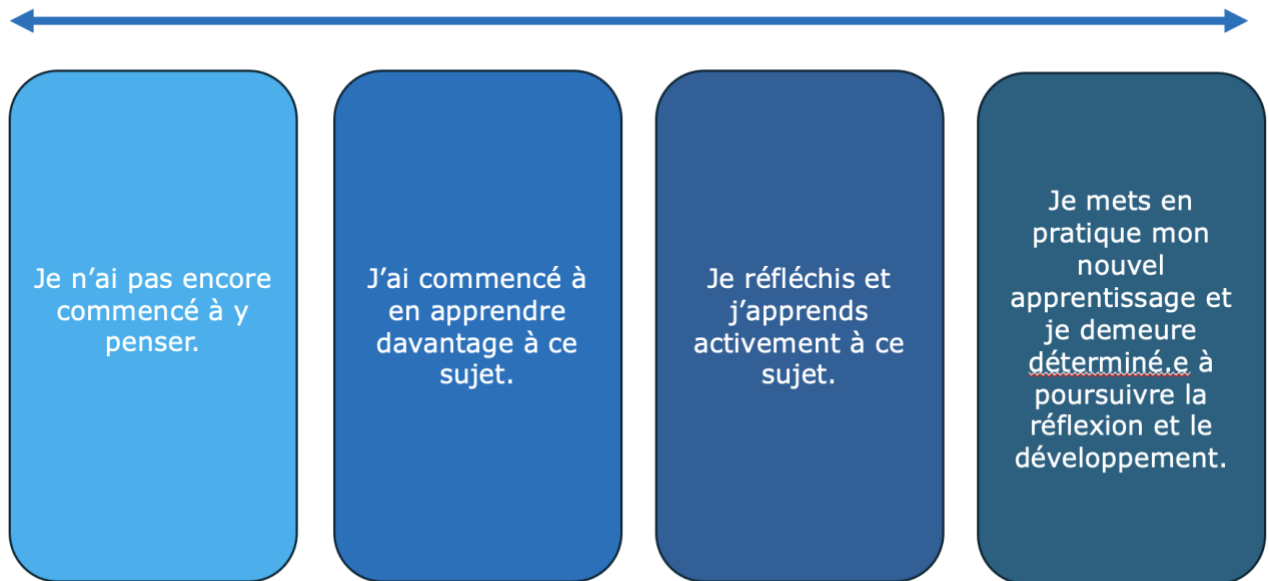 Je n’ai pas encore
commencé à y
penser.
J’ai commencé à
en apprendre
davantage à ce
sujet.
Je réfléchis et
j’apprends
activement à ce
sujet.
Je mets en
pratique mon
nouvel
apprentissage et
je demeure
déterminé.e à
poursuivre la
réflexion et le
développement.